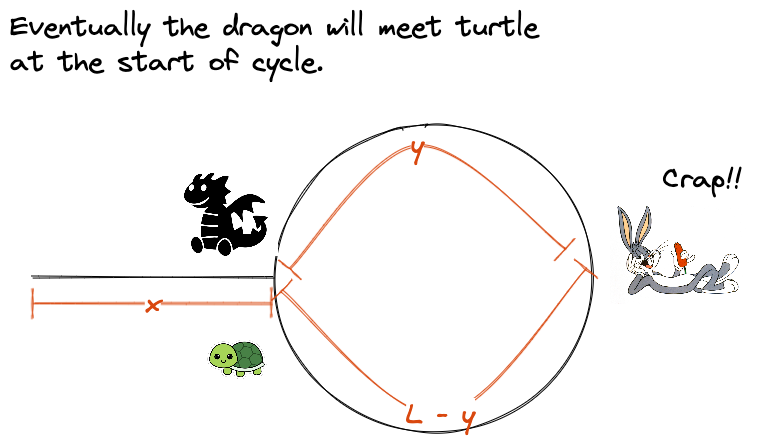 Eventually the dragon will meet turtle
at the start of cycle.
y
Crap!!
x
L - y